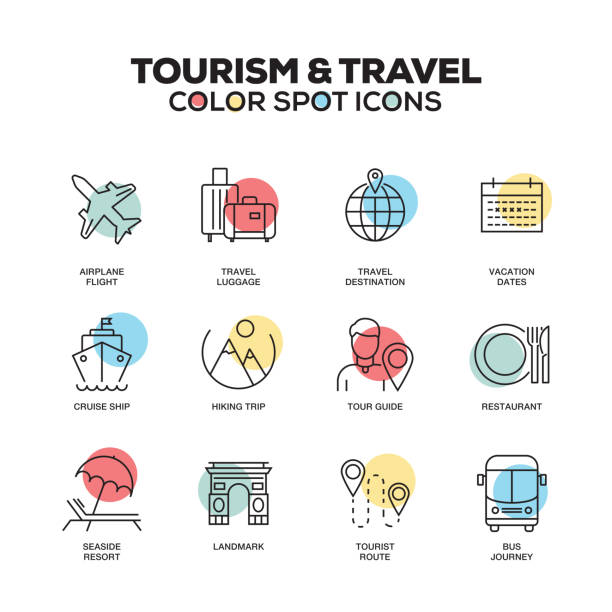 TOURISM & TRAVEL
COLOR SPOT ICONS
AIRPLANE
FLIGHT
TRAVEL
LUGGAGE
TRAVEL
DESTINATION
VACATION
DATES
CRUISE SHIP
HIKING TRIP
TOUR GUIDE
RESTAURANT
SEASIDE
RESORT
LANDMARK
TOURIST
ROUTE
BUS
JOURNEY